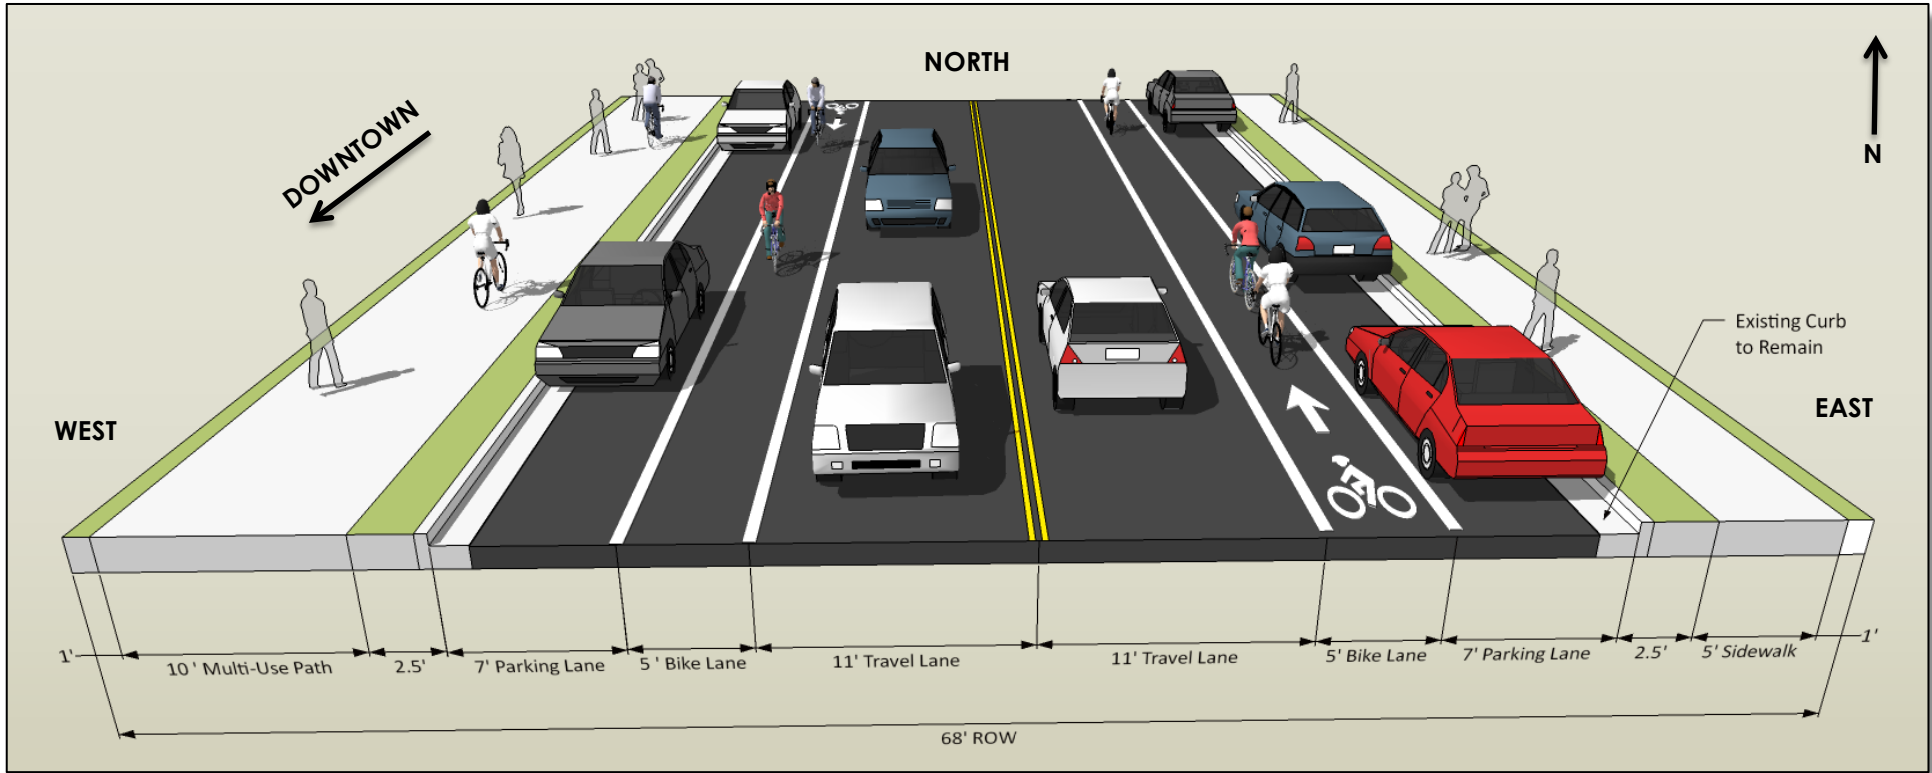 NORTH
DOWNTOWN
N
Existing Curb
to Remain
WEST
EAST
1'
10 ' Multi-Use Path
2.5'
7' Parking Lane
5 ' Bike Lane
11' Travel Lane
11' Travel Lane
5' Bike Lane
7' Parking Lane
2.5'
5' Sidewalk
1'
68' ROW